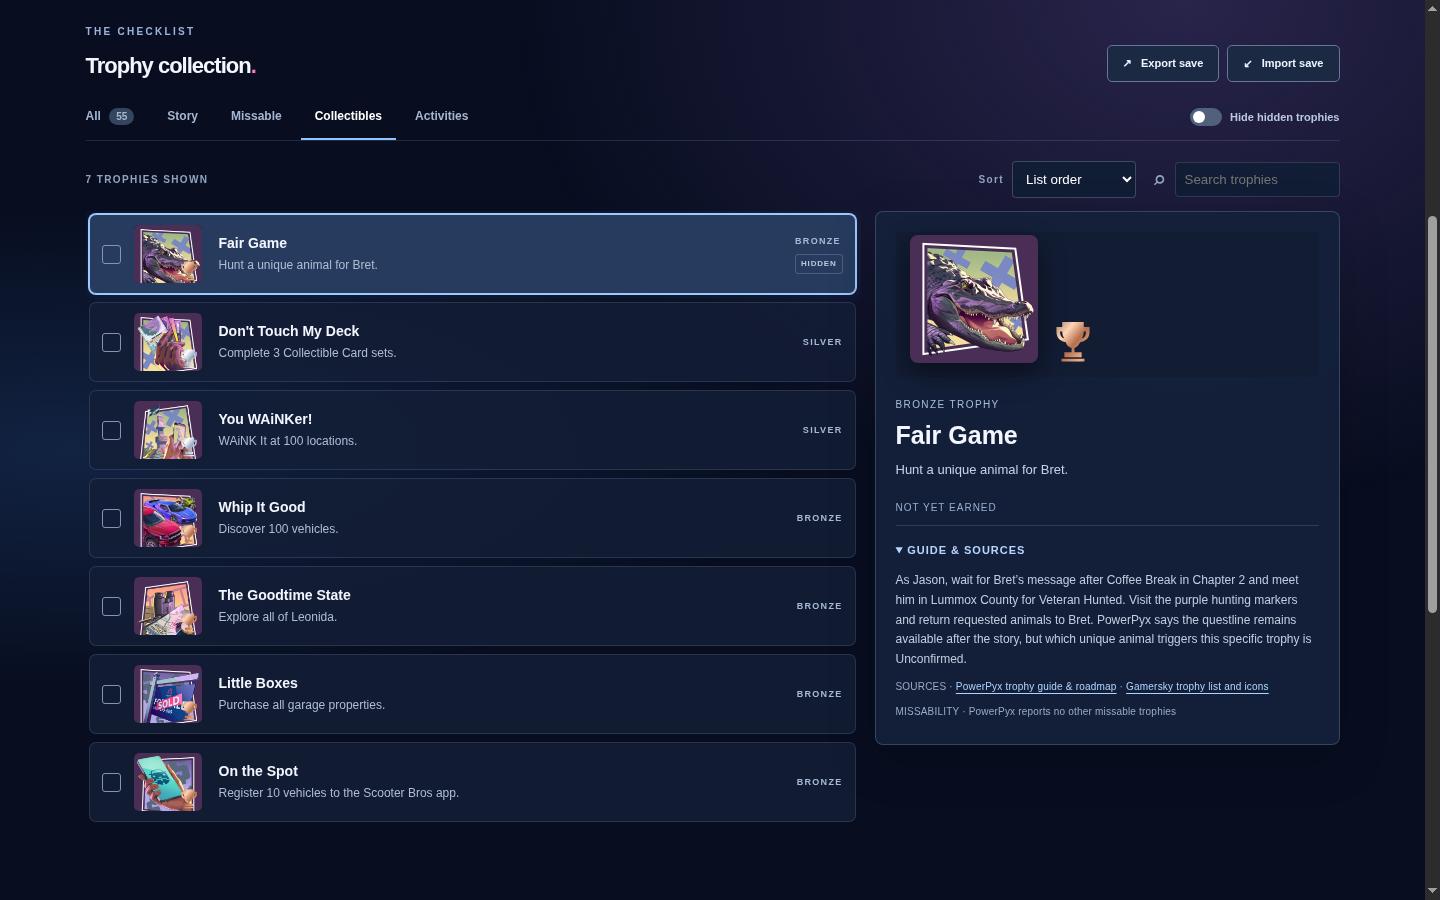 THE CHECKLIST
Trophy collection.
↗ Export save
↙ Import save
All 55
Story
Missable
Collectibles
Activities
Hide hidden trophies
7 TROPHIES SHOWN
Sort
List order
Search trophies
Fair Game
Hunt a unique animal for Bret.
BRONZE
HIDDEN
Don't Touch My Deck
Complete 3 Collectible Card sets.
SILVER
You WAiNKer!
WAiNK It at 100 locations.
SILVER
Whip It Good
Discover 100 vehicles.
BRONZE
The Goodtime State
Explore all of Leonida.
BRONZE
SOLD
Little Boxes
Purchase all garage properties.
BRONZE
On the Spot
Register 10 vehicles to the Scooter Bros app.
BRONZE
BRONZE TROPHY
Fair Game
Hunt a unique animal for Bret.
NOT YET EARNED
▼ GUIDE & SOURCES
As Jason, wait for Bret's message after Coffee Break in Chapter 2 and meet
him in Lummox County for Veteran Hunted. Visit the purple hunting markers
and return requested animals to Bret. PowerPyx says the questline remains
available after the story, but which unique animal triggers this specific trophy is
Unconfirmed.
SOURCES · PowerPyx trophy guide & roadmap · Gamersky trophy list and icons
MISSABILITY · PowerPyx reports no other missable trophies